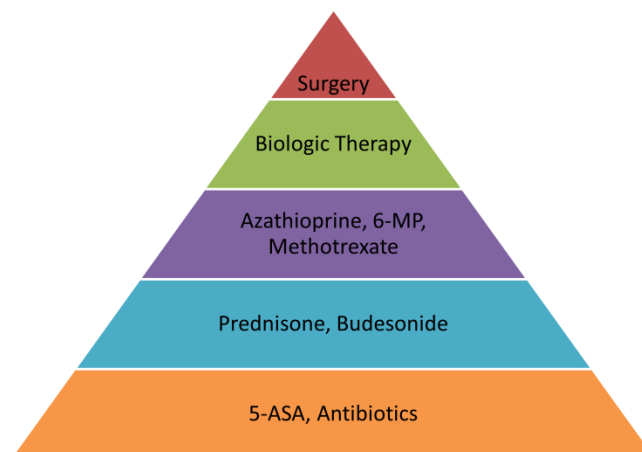 Surgery
Biologic Therapy
Azathioprine, 6-MP,
Methotrexate
Prednisone, Budesonide
5-ASA, Antibiotics